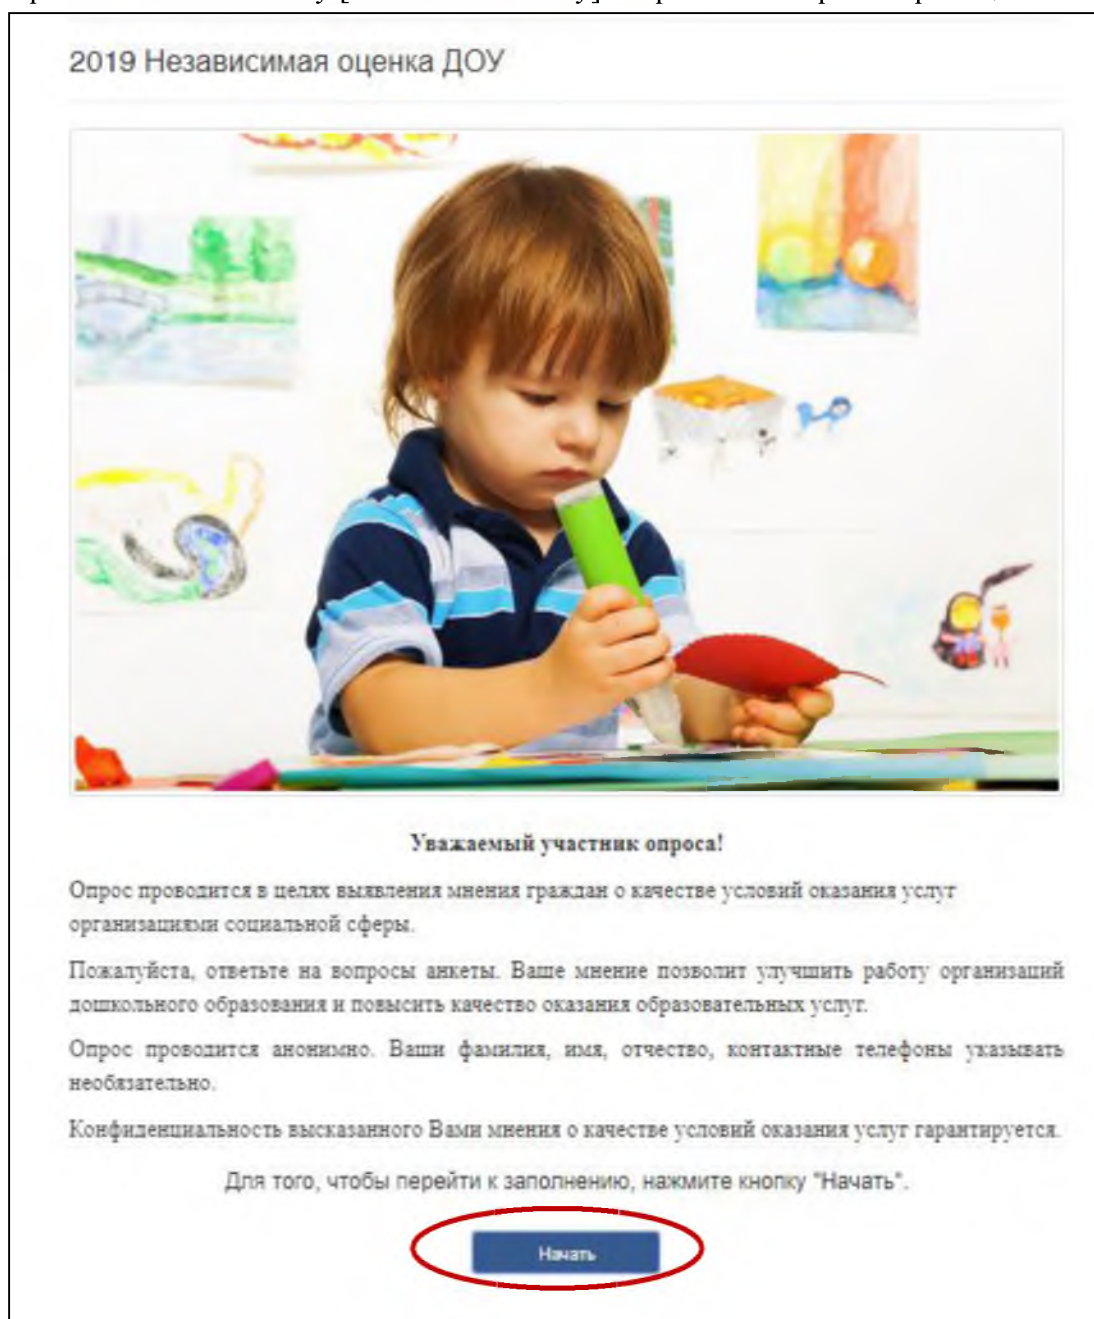 2019 Независимая оценка ДОУ
Уважаемый участник опроса!
Опрос проводится в целях выявления мнения граждан о качестве условий оказания услуг
организациями социальной сферы.
Пожалуйста, ответьте на вопросы анкеты. Ваше мнение позволит улучшить работу организаций
дошкольного образования и повысить качество оказания образовательных услуг.
Опрос проводится анонимно. Ваши фамилия, имя, отчество, контактные телефоны указывать
необязательно.
Конфиденциальность высказанного Вами мнения о качестве условий оказания услуг гарантируется.
Для того, чтобы перейти к заполнению, нажмите кнопку "Начать".
Начать